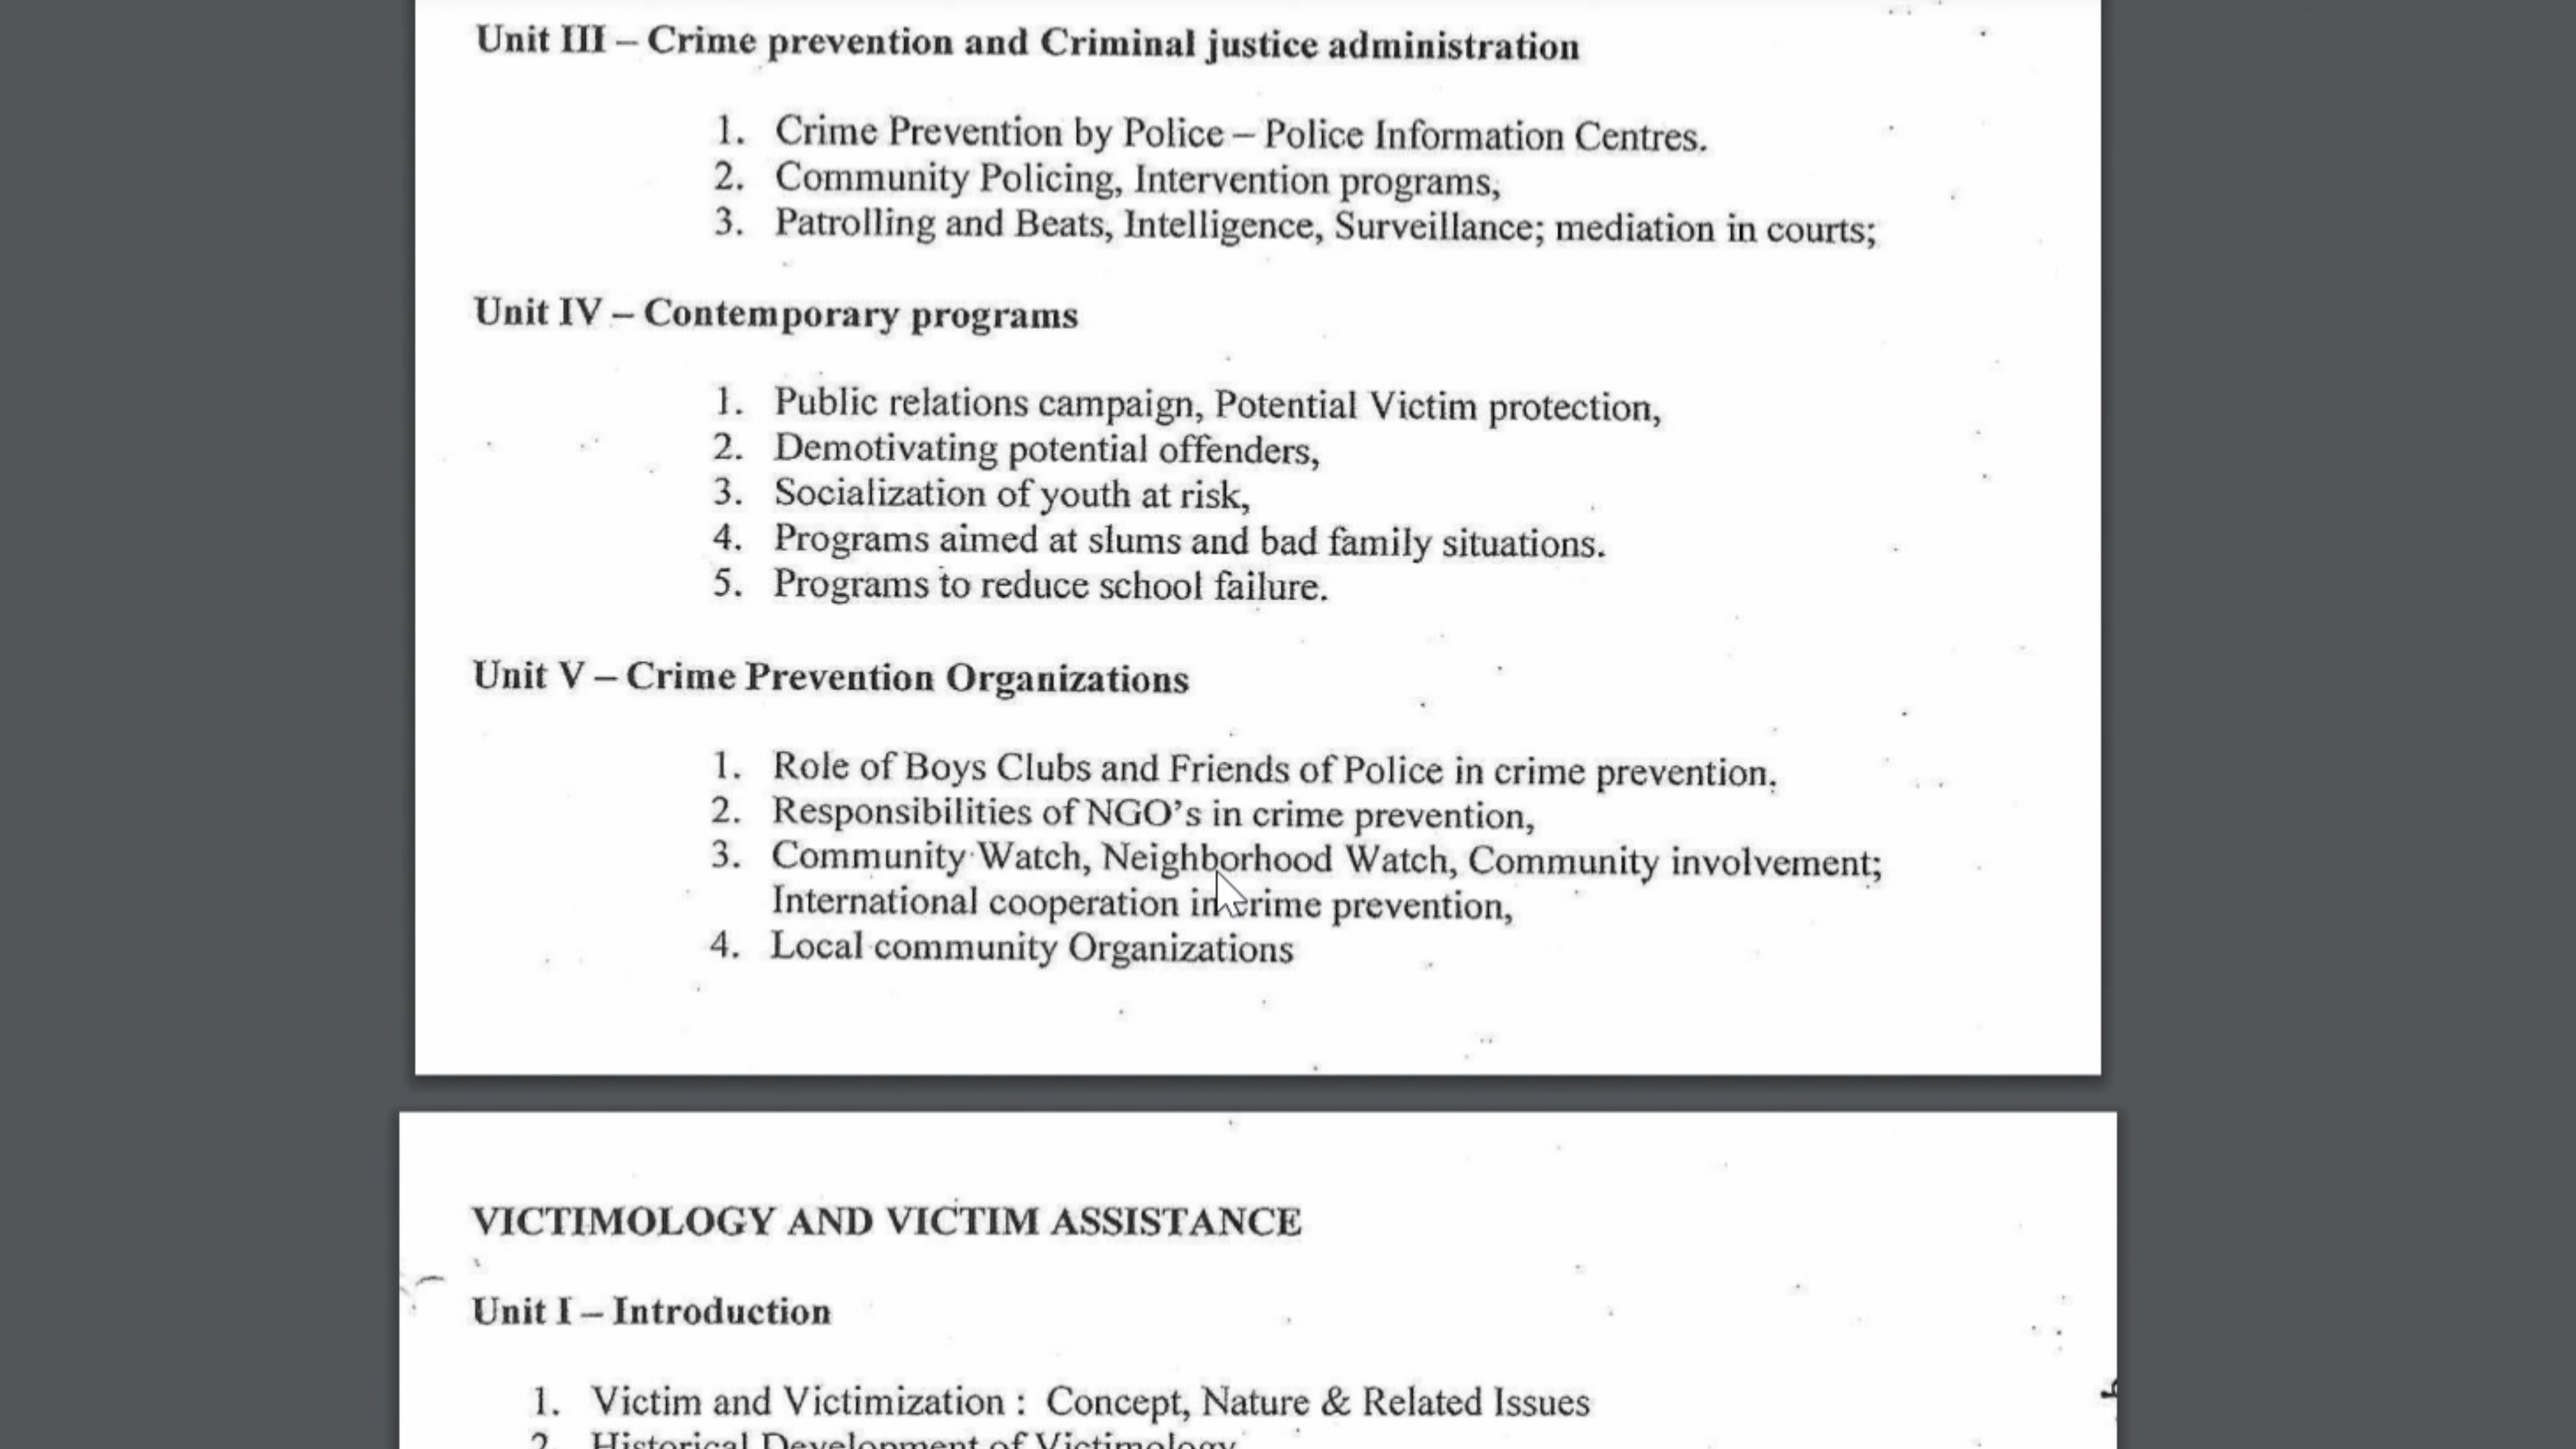 Unit III – Crime prevention and Criminal justice administration
1. Crime Prevention by Police – Police Information Centres.
2. Community Policing, Intervention programs,
3. Patrolling and Beats, Intelligence, Surveillance; mediation in courts;
Unit IV – Contemporary programs
1. Public relations campaign, Potential Victim protection,
2. Demotivating potential offenders,
3. Socialization of youth at risk,
4. Programs aimed at slums and bad family situations.
5. Programs to reduce school failure.
Unit V – Crime Prevention Organizations
1. Role of Boys Clubs and Friends of Police in crime prevention.
2. Responsibilities of NGO's in crime prevention,
3. Community Watch, Neighborhood Watch, Community involvement;
International cooperation in crime prevention,
4. Local community Organizations
VICTIMOLOGY AND VICTIM ASSISTANCE
Unit I – Introduction
1. Victim and Victimization : Concept, Nature & Related Issues
2. Historical Development of Victimology